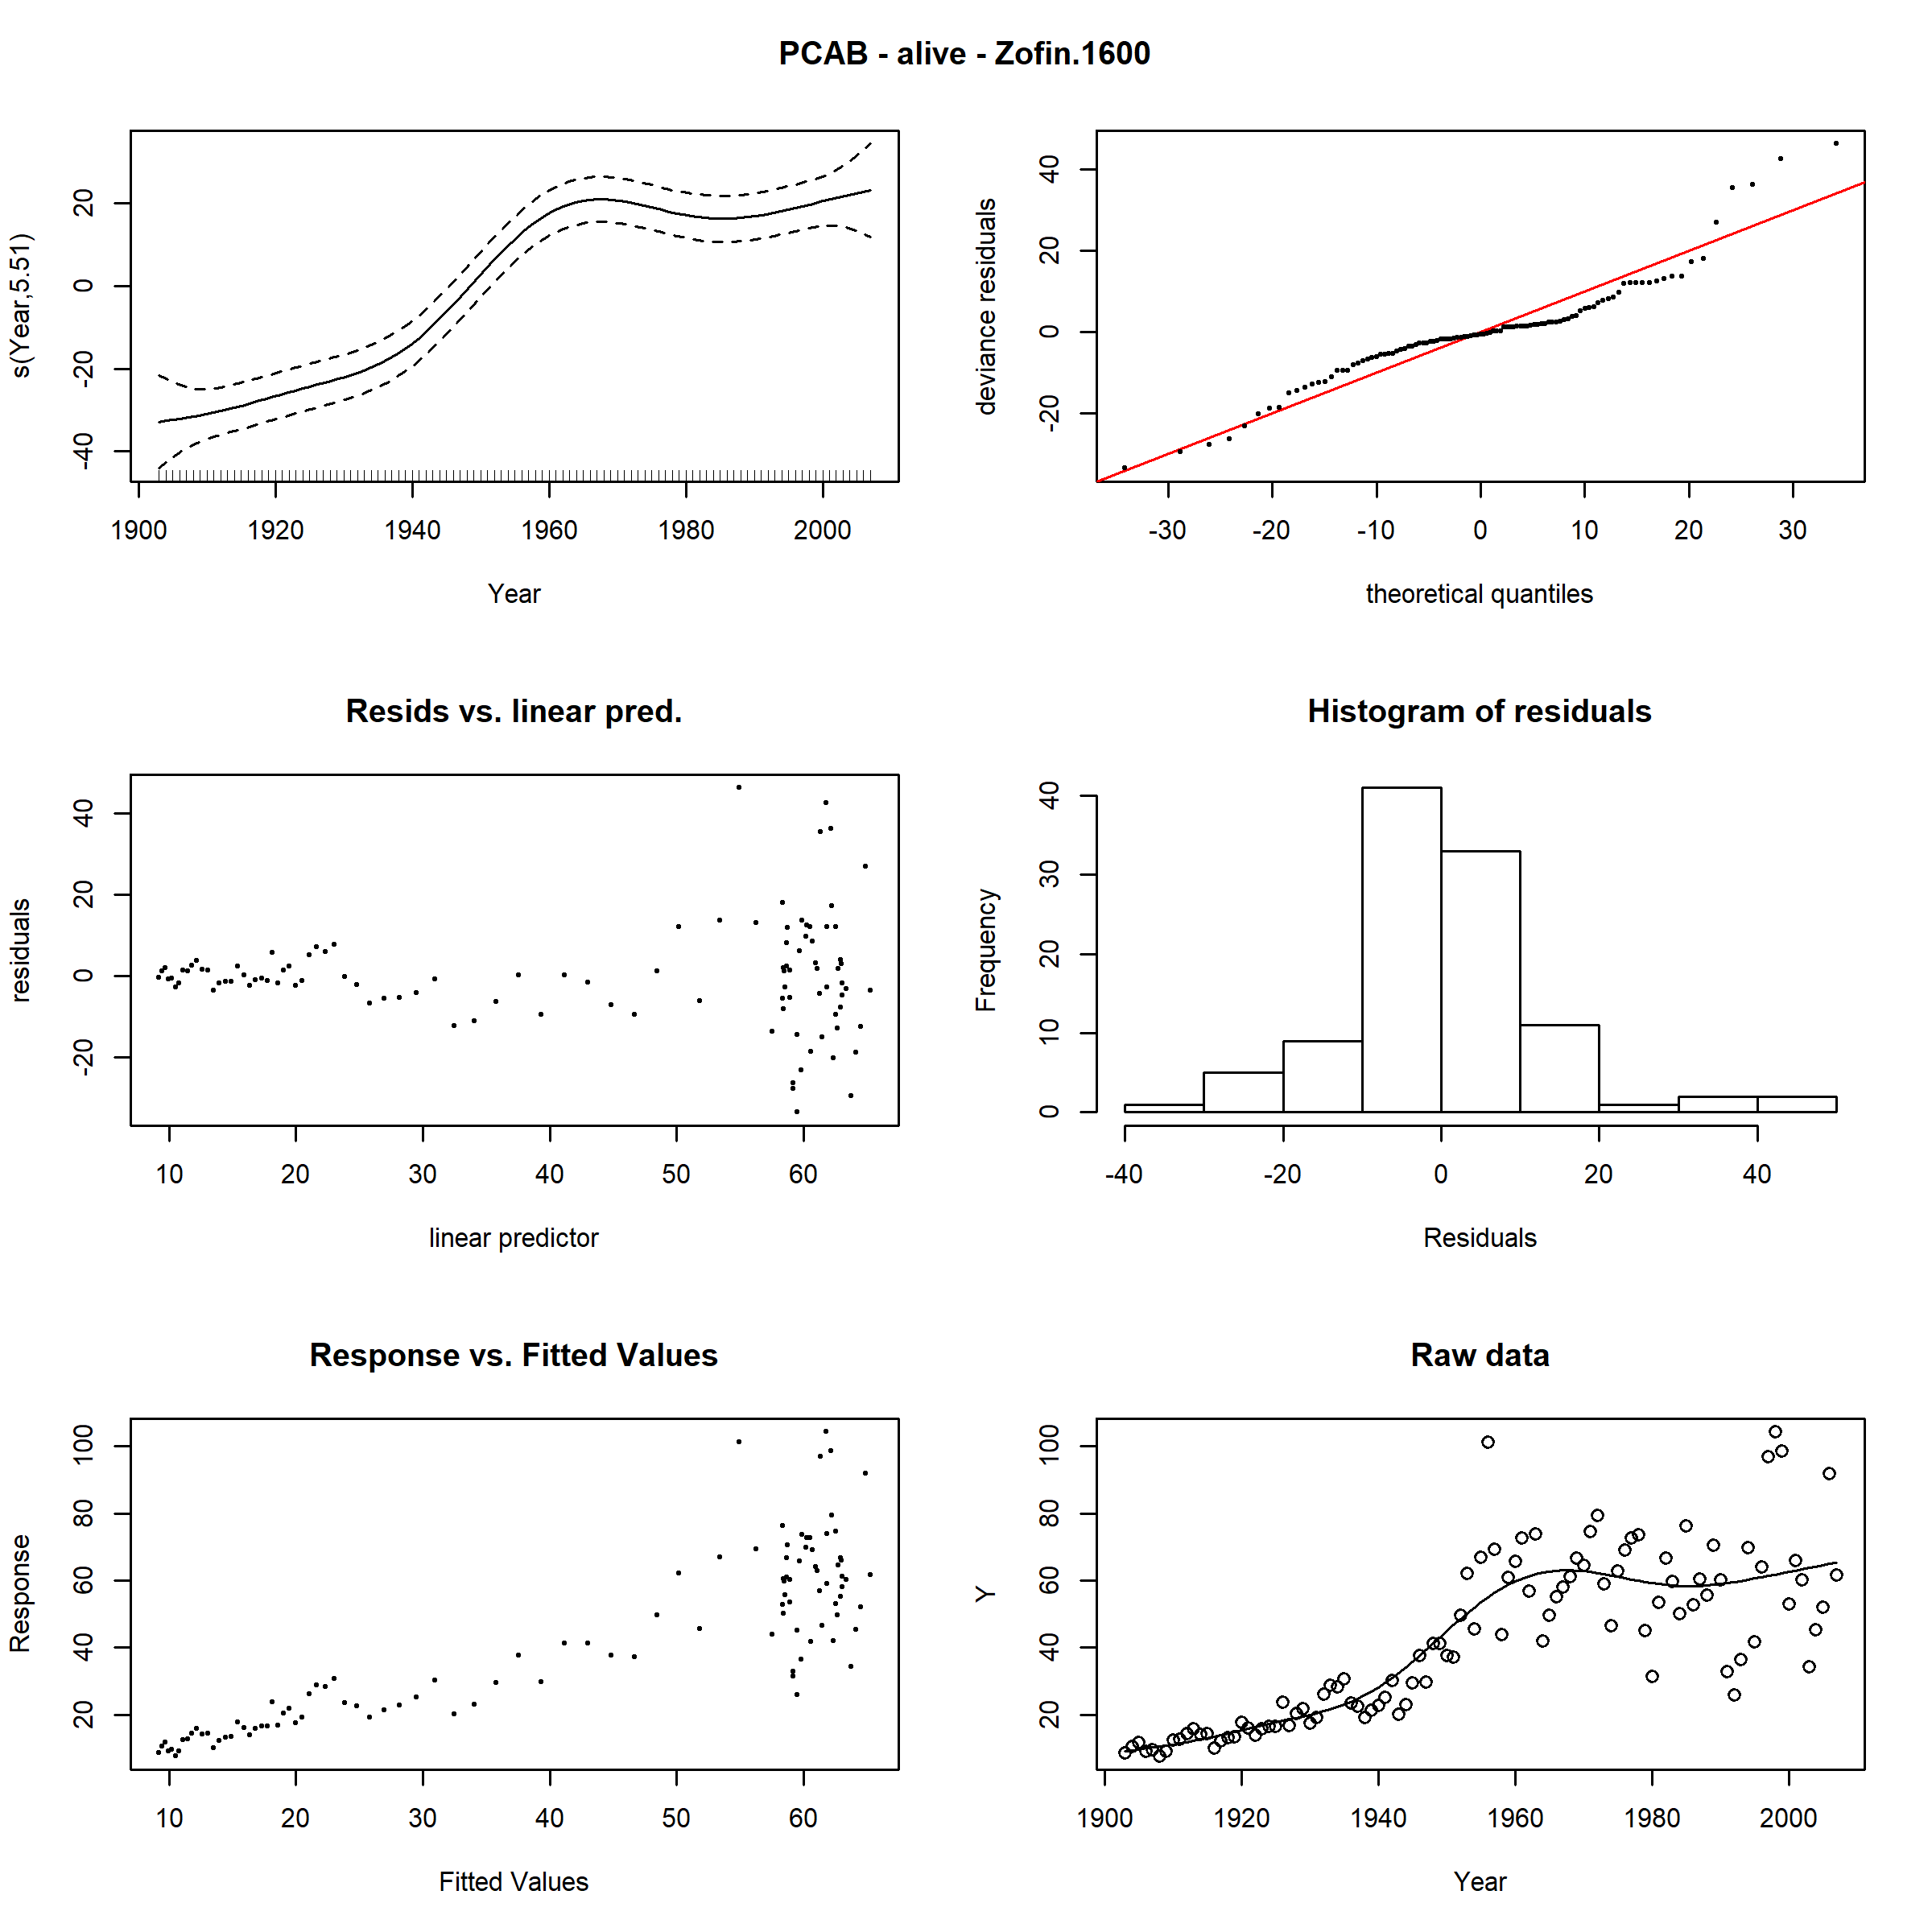 PCAB - alive - Zofin.1600
s(Year,5.51)
20
0
-20
-40
1900 1920 1940 1960 1980 2000
Year
deviance residuals
40
20
0
-20
-30 -20 -10 0 10 20 30
theoretical quantiles
Resids vs. linear pred.
residuals
40
20
0
-20
10 20 30 40 50 60
linear predictor
Histogram of residuals
Frequency
40
30
20
10
0
-40 -20 0 20 40
Residuals
Response vs. Fitted Values
Response
100
80
60
40
20
10 20 30 40 50 60
Fitted Values
Raw data
Y
100
80
60
40
20
1900 1920 1940 1960 1980 2000
Year